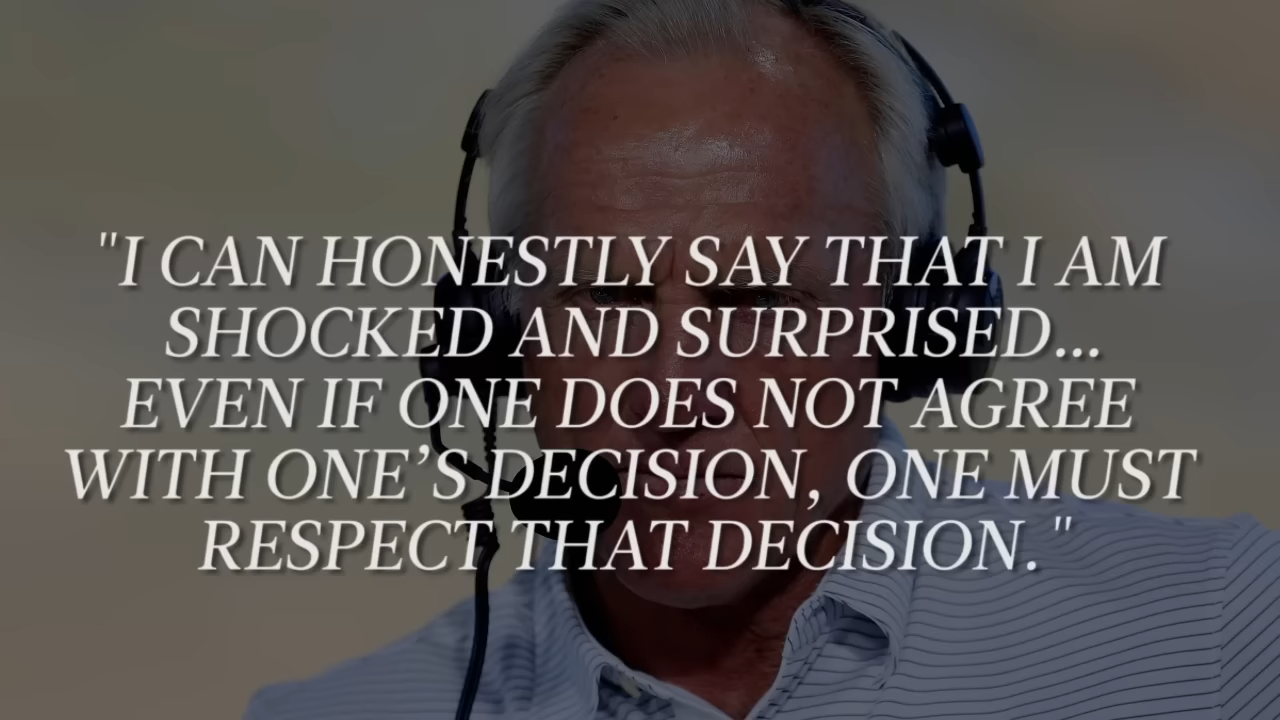 "I CAN HONESTLY SAY THAT I AM
SHOCKED AND SURPRISED...
EVEN IF ONE DOES NOT AGREE
WITH ONE’S DECISION, ONE MUST
RESPECT THAT DECISION."